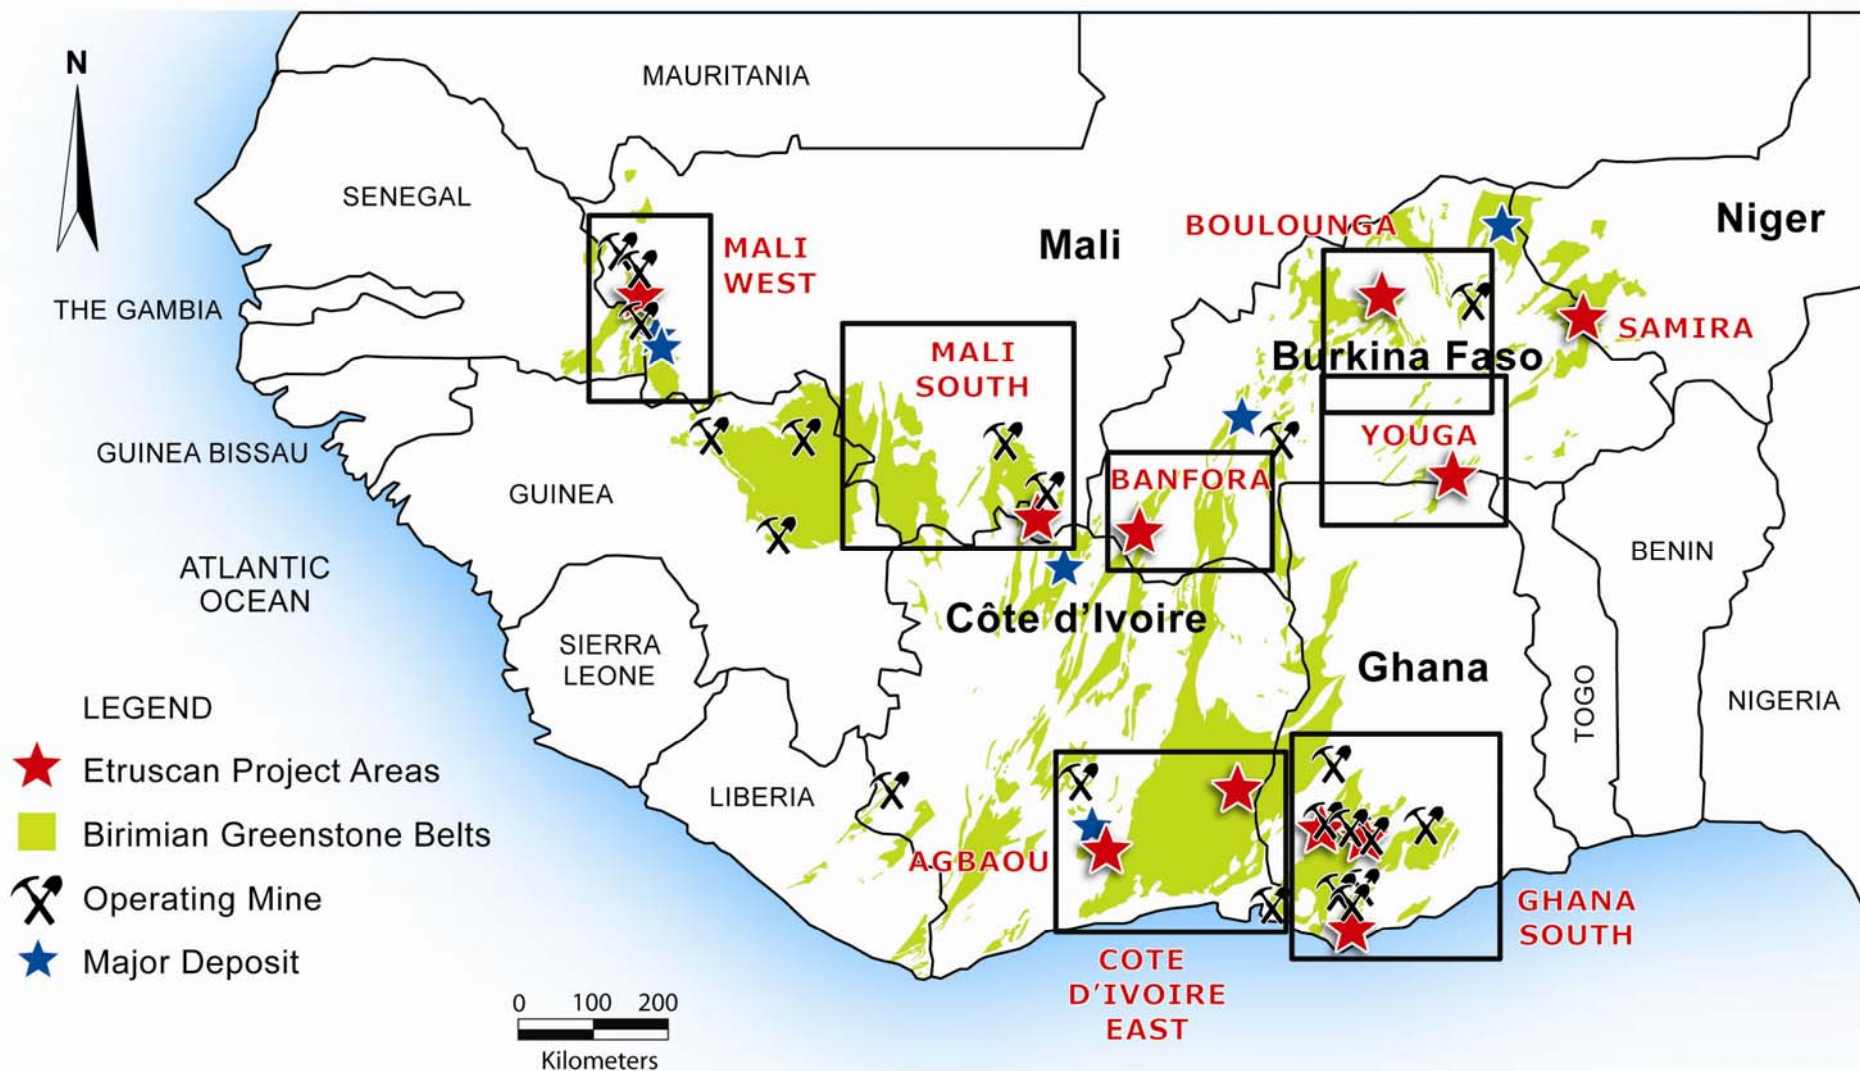 N
MAURITANIA
SENEGAL
MALI
WEST
Mali
BOULOUNGA
Niger
THE GAMBIA
SAMIRA
MALI
SOUTH
Burkina Faso
YOUGA
GUINEA BISSAU
GUINEA
BANFORA
BENIN
ATLANTIC
OCEAN
Côte d'Ivoire
SIERRA
LEONE
Ghana
TOGO
NIGERIA
LEGEND
Etruscan Project Areas
LIBERIA
Birimian Greenstone Belts
AGBAOU
Operating Mine
GHANA
SOUTH
Major Deposit
COTE
D'IVOIRE
EAST
0 100 200
Kilometers